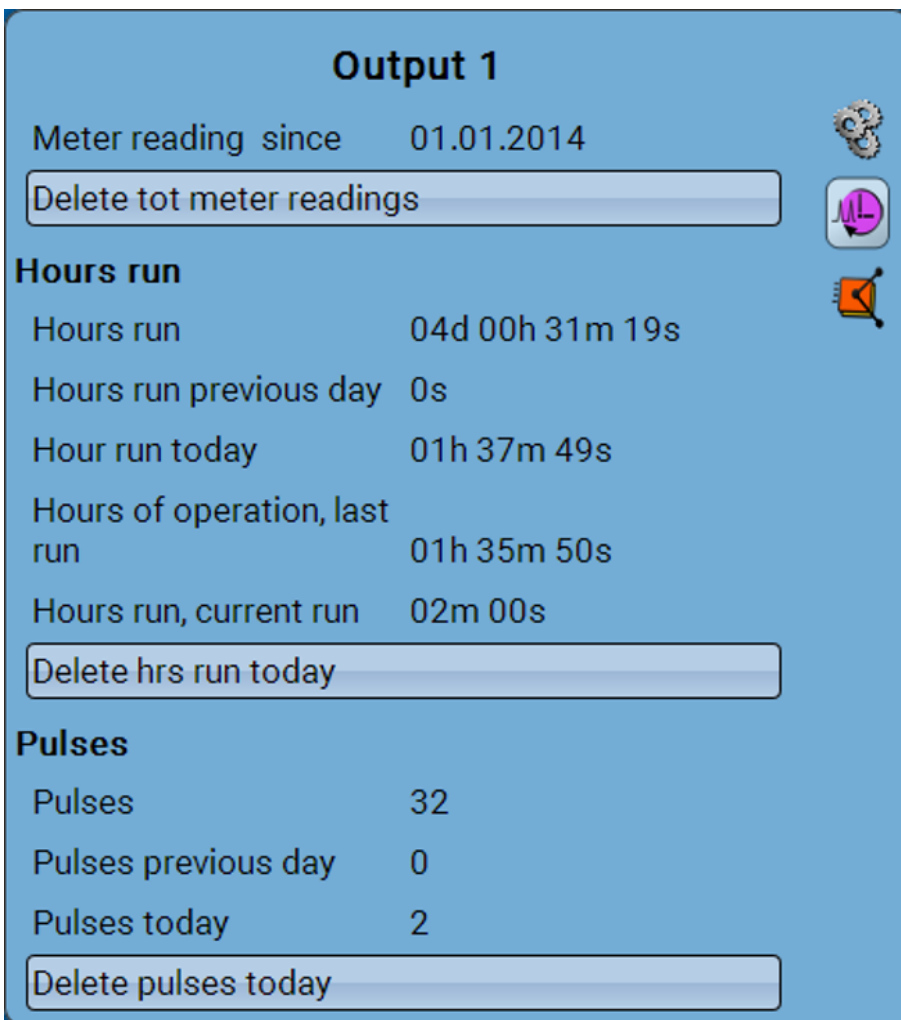 Output 1
Meter reading  since 01.01.2014
Delete tot meter readings
Hours run
Hours run 04d 00h 31m 19s
Hours run previous day 0s
Hour run today 01h 37m 49s
Hours of operation, last
run 01h 35m 50s
Hours run, current run 02m 00s
Delete hrs run today
Pulses
Pulses 32
Pulses previous day 0
Pulses today 2
Delete pulses today